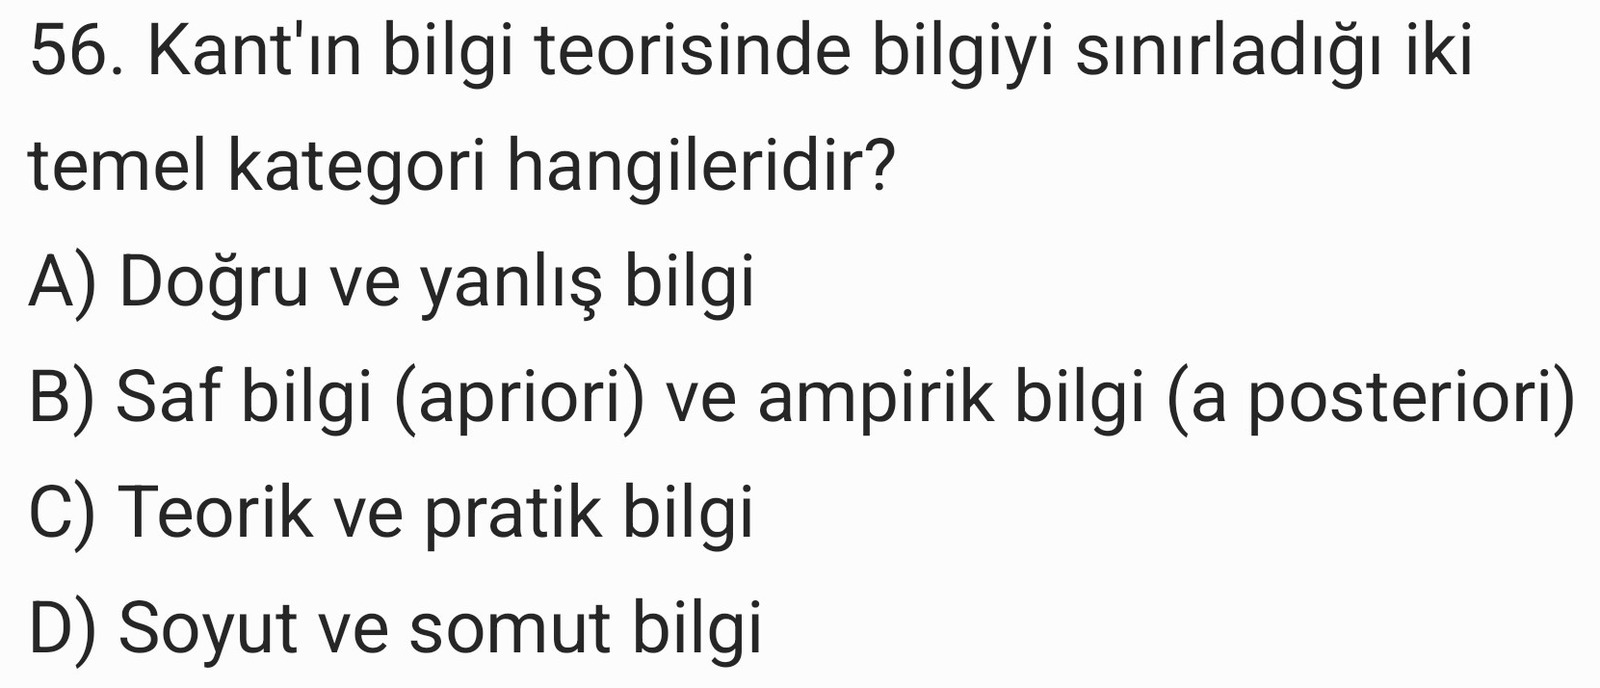 56. Kant'ın bilgi teorisinde bilgiyi sınırladığı iki
temel kategori hangileridir?
A) Doğru ve yanlış bilgi
B) Saf bilgi (apriori) ve ampirik bilgi (a posteriori)
C) Teorik ve pratik bilgi
D) Soyut ve somut bilgi